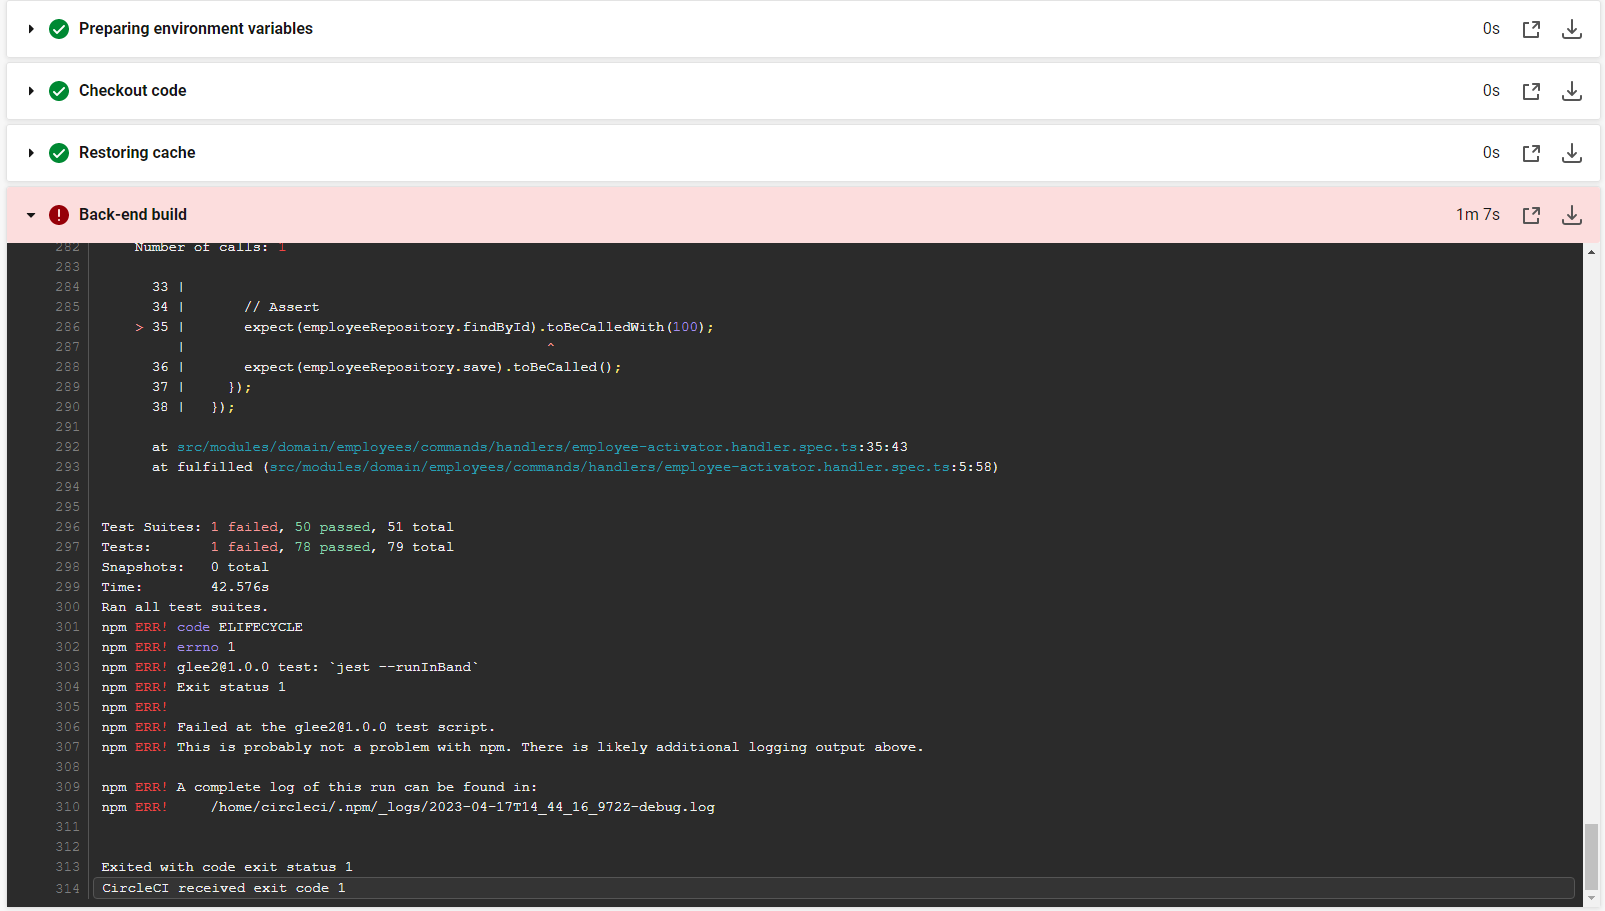 Preparing environment variables 0s
Checkout code 0s
Restoring cache 0s
Back-end build 1m 7s
282 Number of calls: 1
283
284 33 |
285 34 | // Assert
286 > 35 | expect(employeeRepository.findById).toBeCalledWith(100);
287 | ^
288 36 | expect(employeeRepository.save).toBeCalled();
289 37 | });
290 38 | });
291
292 at src/modules/domain/employees/commands/handlers/employee-activator.handler.spec.ts:35:43
293 at fulfilled (src/modules/domain/employees/commands/handlers/employee-activator.handler.spec.ts:5:58)
294
295
296 Test Suites: 1 failed, 50 passed, 51 total
297 Tests: 1 failed, 78 passed, 79 total
298 Snapshots: 0 total
299 Time: 42.576s
300 Ran all test suites.
301 npm ERR! code ELIFECYCLE
302 npm ERR! errno 1
303 npm ERR! glee2@1.0.0 test: `jest --runInBand`
304 npm ERR! Exit status 1
305 npm ERR!
306 npm ERR! Failed at the glee2@1.0.0 test script.
307 npm ERR! This is probably not a problem with npm. There is likely additional logging output above.
308
309 npm ERR! A complete log of this run can be found in:
310 npm ERR! /home/circleci/.npm/_logs/2023-04-17T14_44_16_972Z-debug.log
311
312
313 Exited with code exit status 1
314 CircleCI received exit code 1